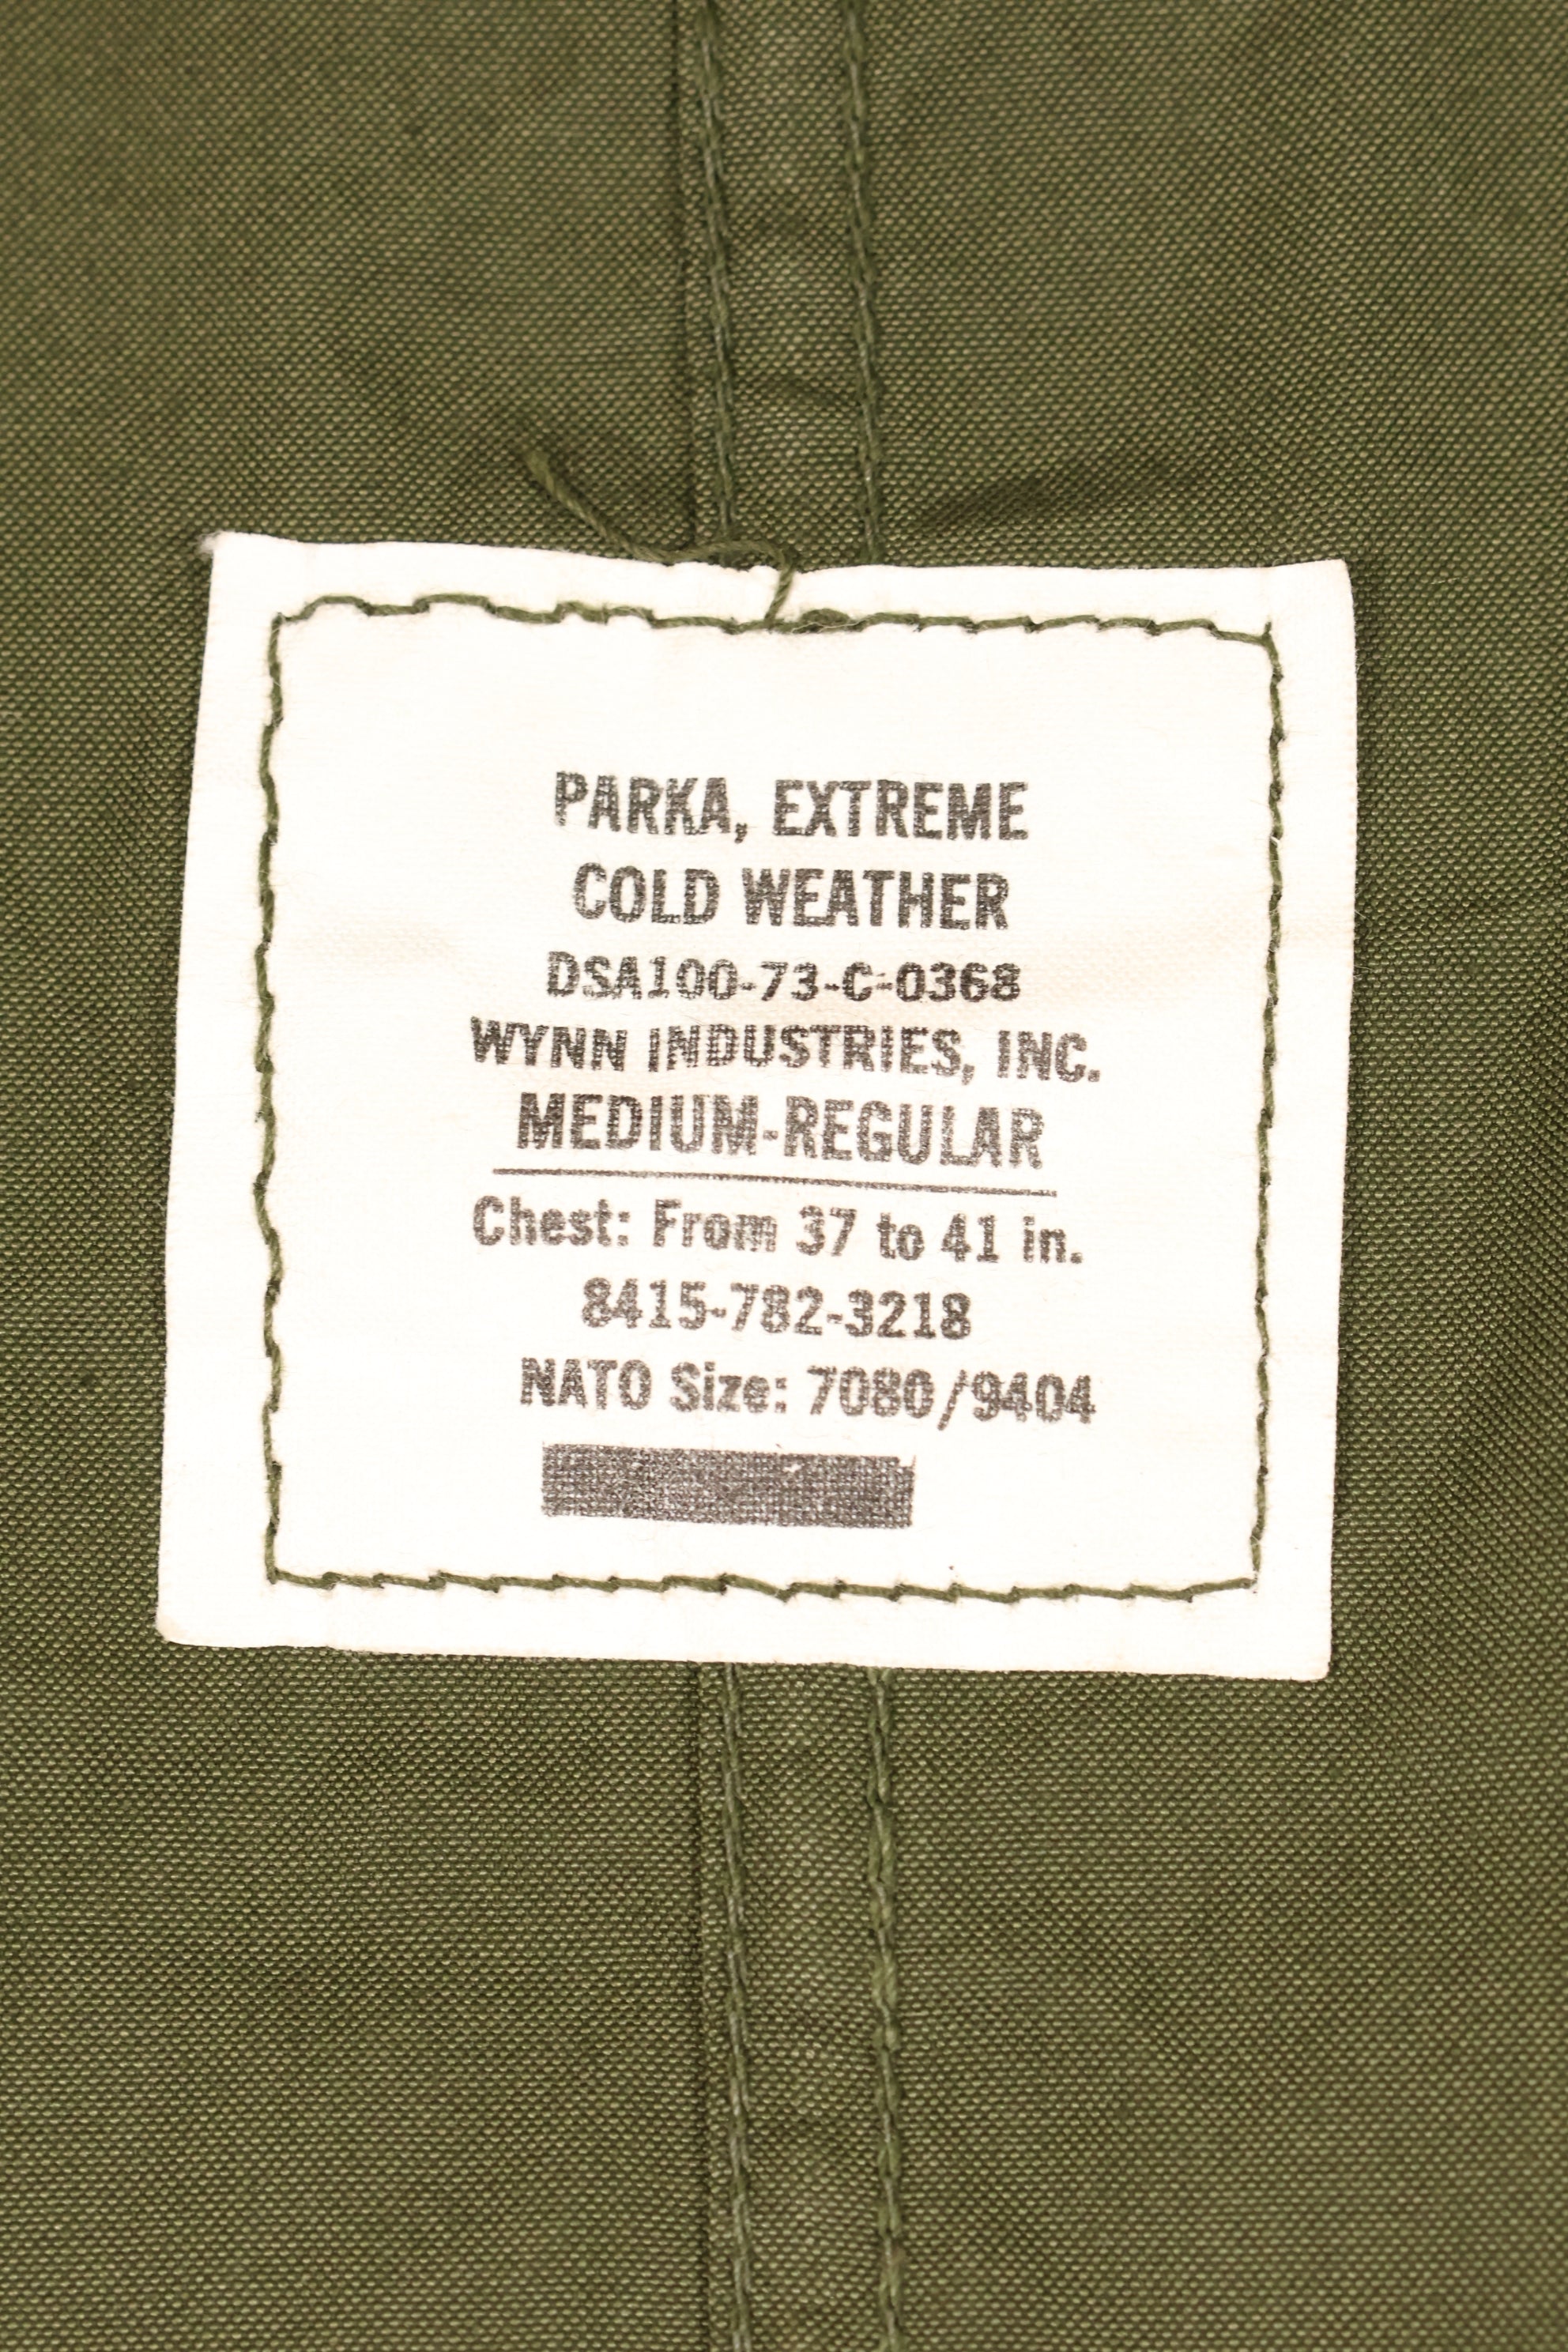 PARKA, EXTREME
COLD WEATHER
DSA100-73-C-0368
WYNN INDUSTRIES, INC.
MEDIUM-REGULAR
Chest: From 37 to 41 in.
8415-782-3218
NATO Size: 7080/9404